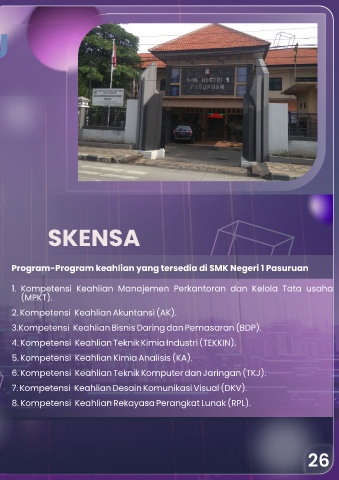 SMK NEGERI 1
PASURUAN
SKENSA
Program-Program keahlian yang tersedia di SMK Negeri 1 Pasuruan
1. Kompetensi Keahlian Manajemen Perkantoran dan Kelola Tata usaha
(MPKT).
2. Kompetensi Keahlian Akuntansi (AK).
3.Kompetensi Keahlian Bisnis Daring dan Pemasaran (BDP).
4. Kompetensi Keahlian Teknik Kimia Industri (TEKKIN).
5. Kompetensi Keahlian Kimia Analisis (KA).
6. Kompetensi Keahlian Teknik Komputer dan Jaringan (TKJ).
7. Kompetensi Keahlian Desain Komunikasi Visual (DKV).
8. Kompetensi Keahlian Rekayasa Perangkat Lunak (RPL).
26